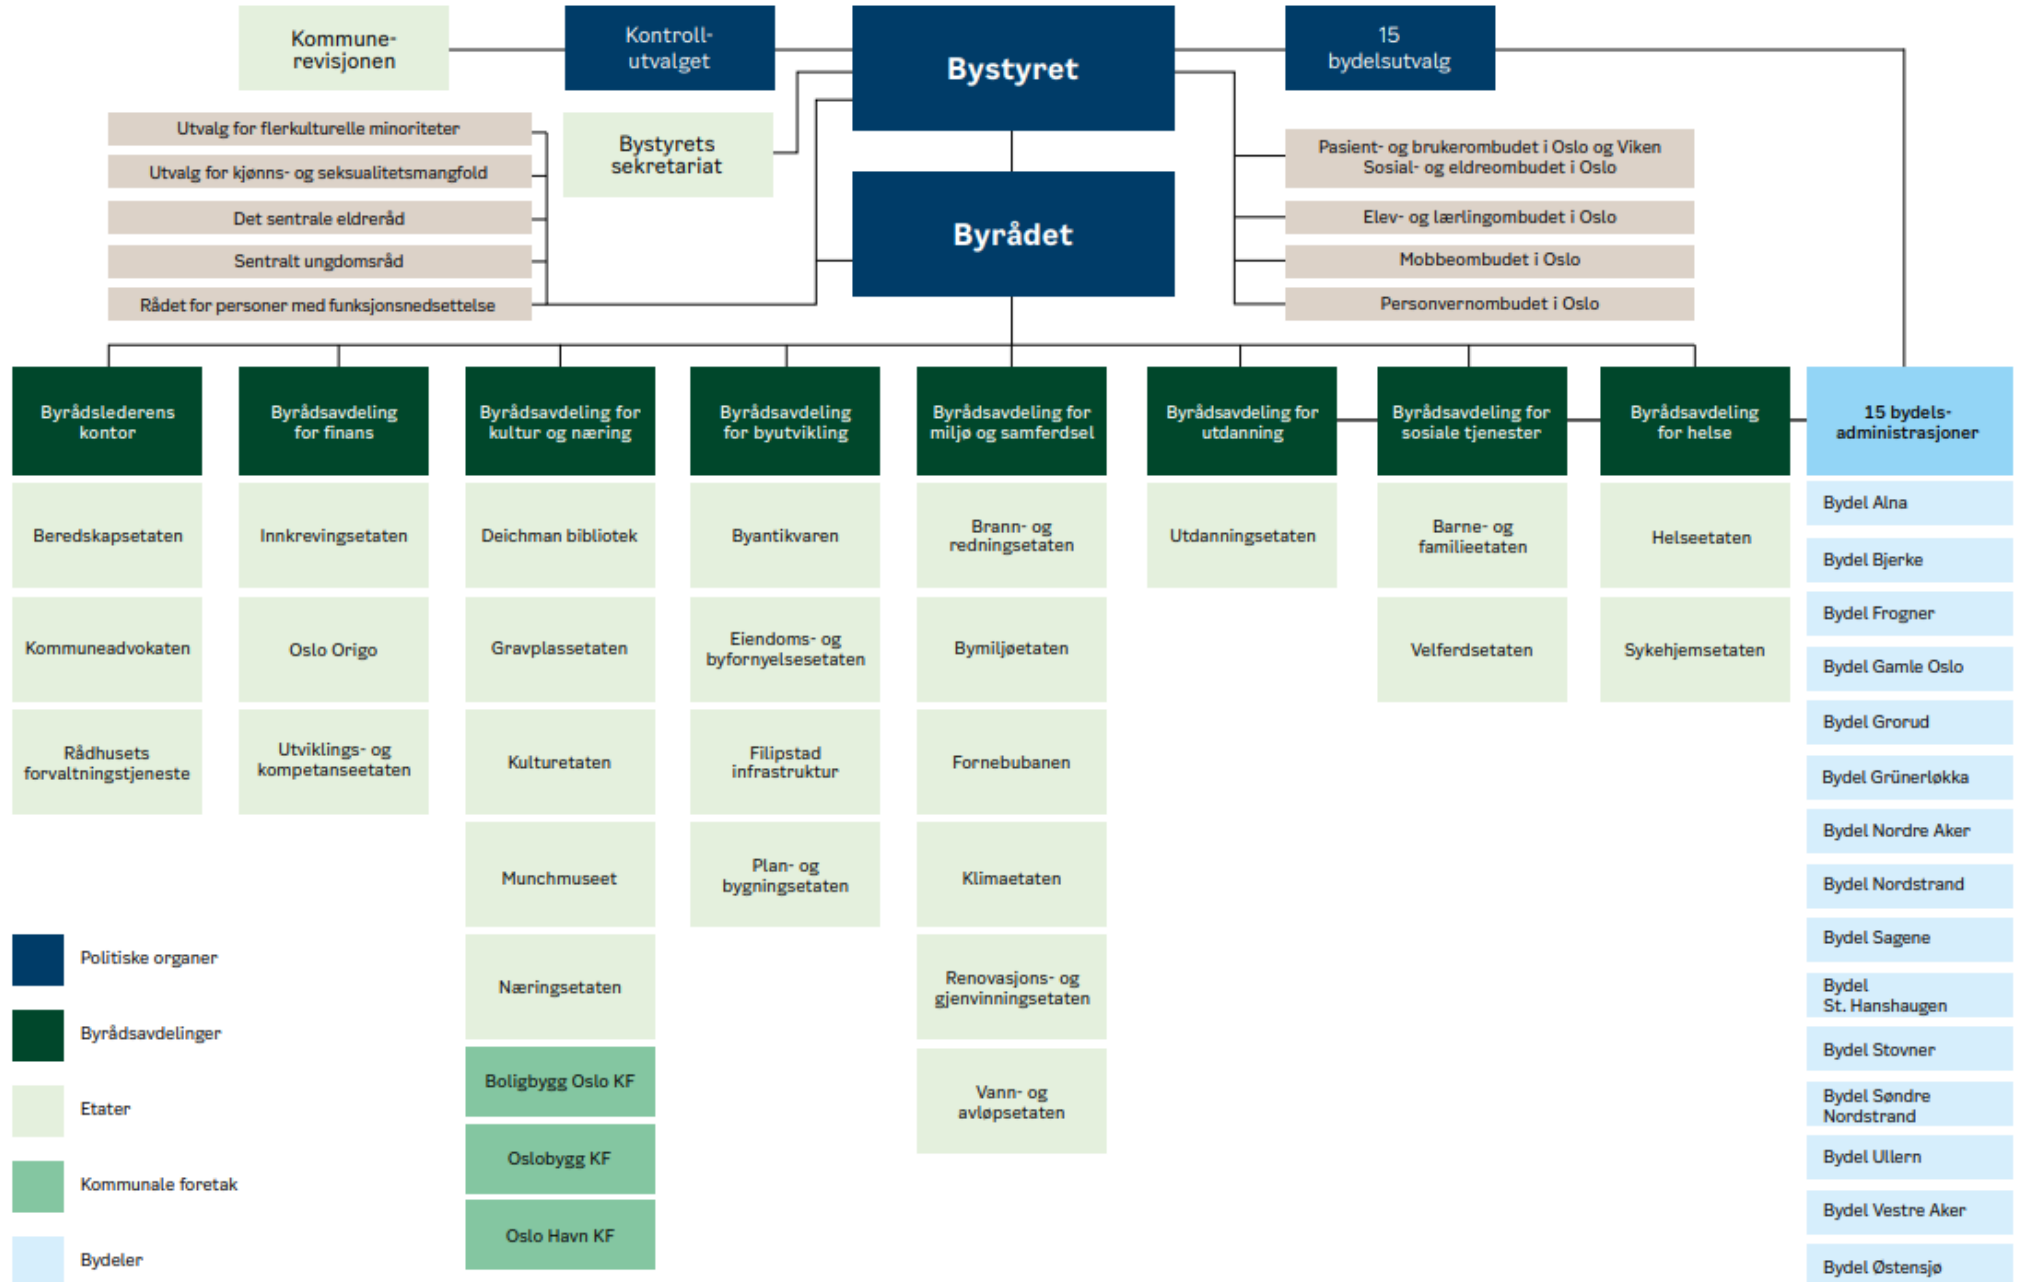 Kommune-
revisjonen
Kontroll-
utvalget
Bystyret
15
bydelsutvalg
Utvalg for flerkulturelle minoriteter
Utvalg for kjønns- og seksualitetsmangfold
Det sentrale eldreråd
Sentralt ungdomsråd
Rådet for personer med funksjonsnedsettelse
Bystyrets
sekretariat
Byrådet
Pasient- og brukerombudet i Oslo og Viken
Sosial- og eldreombudet i Oslo
Elev- og lærlingombudet i Oslo
Mobbeombudet i Oslo
Personvernombudet i Oslo
Byrådslederens
kontor
Beredskapsetaten
Kommuneadvokaten
Rådhusets
forvaltningstjeneste
Byrådsavdeling
for finans
Innkrevingsetaten
Oslo Origo
Utviklings- og
kompetanseetaten
Byrådsavdeling for
kultur og næring
Deichman bibliotek
Gravplassetaten
Kulturetaten
Munchmuseet
Næringsetaten
Boligbygg Oslo KF
Oslobygg KF
Oslo Havn KF
Byrådsavdeling
for byutvikling
Byantikvaren
Eiendoms- og
byfornyelsesetaten
Filipstad
infrastruktur
Plan- og
bygningsetaten
Byrådsavdeling for
miljø og samferdsel
Brann- og
redningsetaten
Bymiljøetaten
Fornebubanen
Klimaetaten
Renovasjons- og
gjenvinningsetaten
Vann- og
avløpsetaten
Byrådsavdeling for
utdanning
Utdanningsetaten
Byrådsavdeling for
sosiale tjenester
Barne- og
familieetaten
Velferdsetaten
Byrådsavdeling
for helse
Helseetaten
Sykehjemsetaten
15 bydels-
administrasjoner
Bydel Alna
Bydel Bjerke
Bydel Frogner
Bydel Gamle Oslo
Bydel Grorud
Bydel Grünerløkka
Bydel Nordre Aker
Bydel Nordstrand
Bydel Sagene
Bydel
St. Hanshaugen
Bydel Stovner
Bydel Søndre
Nordstrand
Bydel Ullern
Bydel Vestre Aker
Bydel Østensjø
Politiske organer
Byrådsavdelinger
Etater
Kommunale foretak
Bydeler